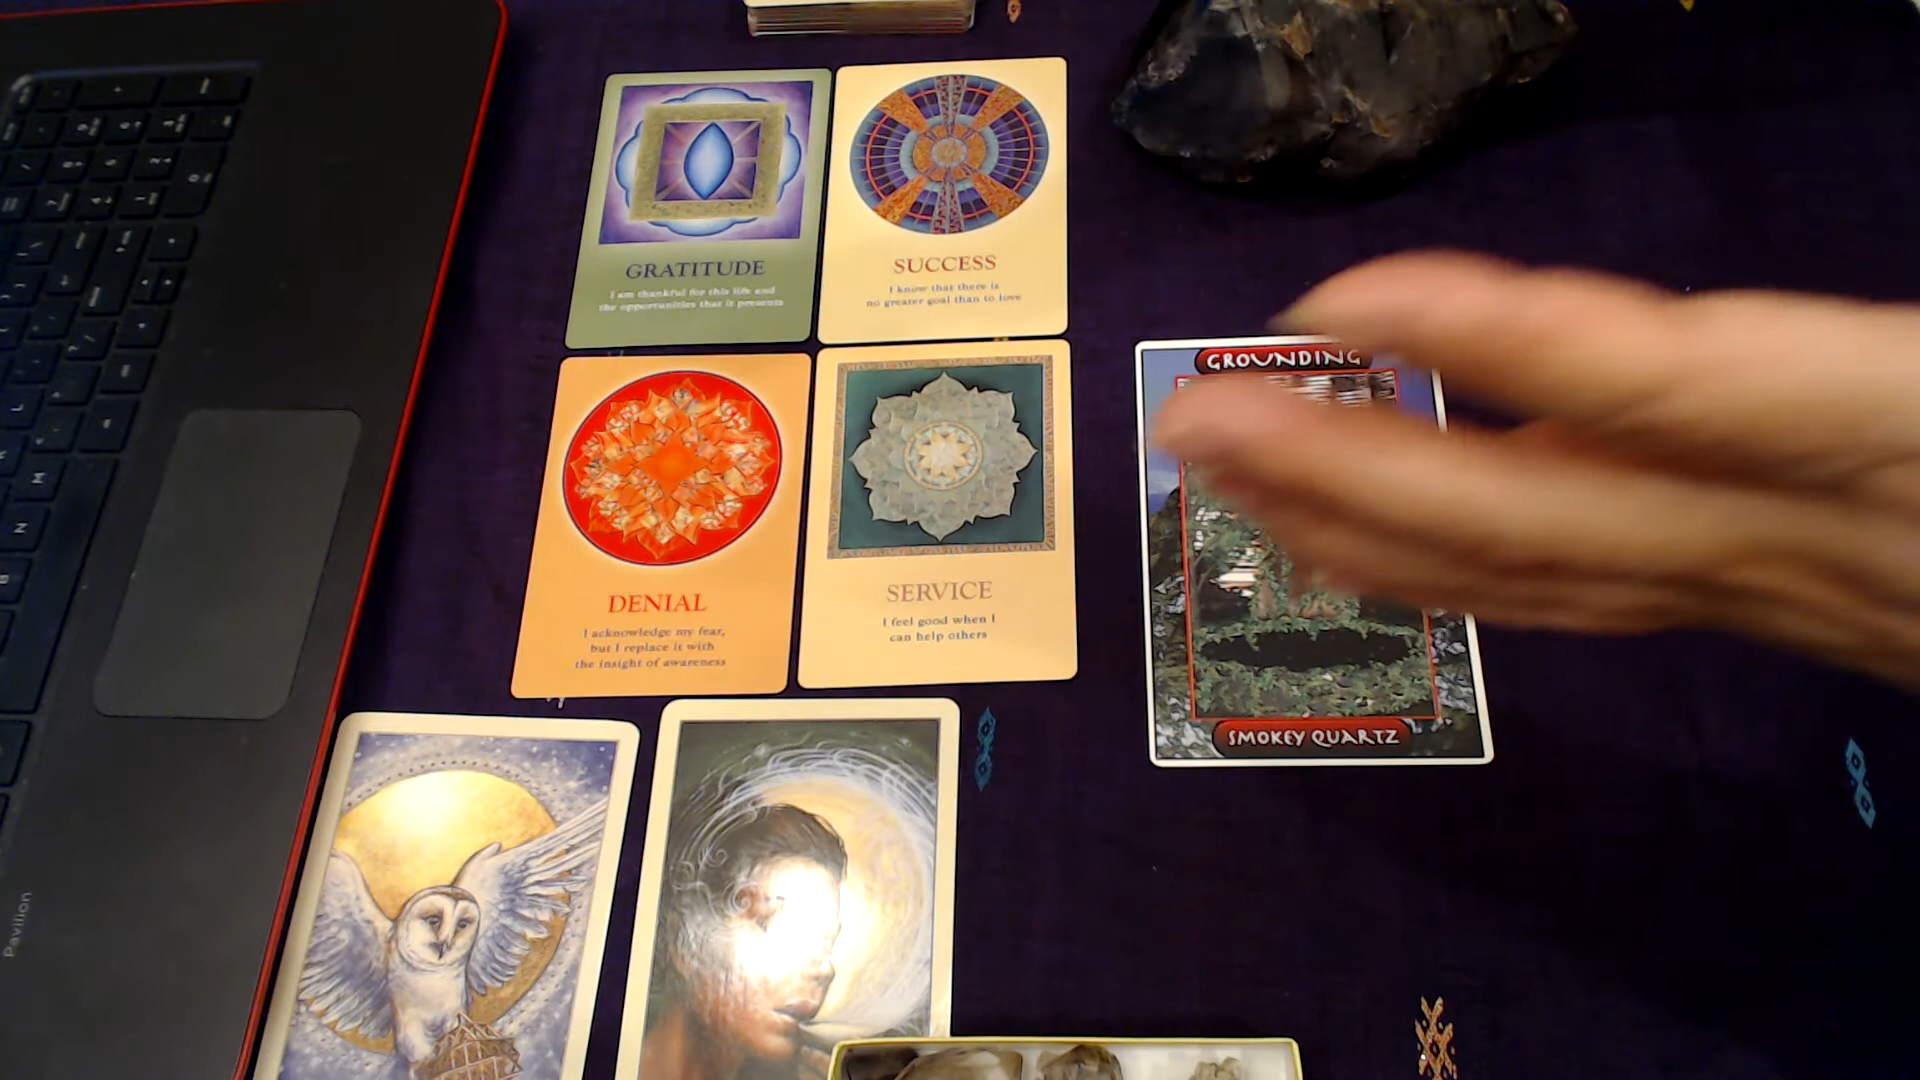 GRATITUDE
I am thankful for this life and
the opportunities that it presents
SUCCESS
I know that there is
no greater goal than to love
DENIAL
I acknowledge my fear,
but I replace it with
the insight of awareness
SERVICE
I feel good when I
can help others
GROUNDING
SMOKEY QUARTZ
Pavilion